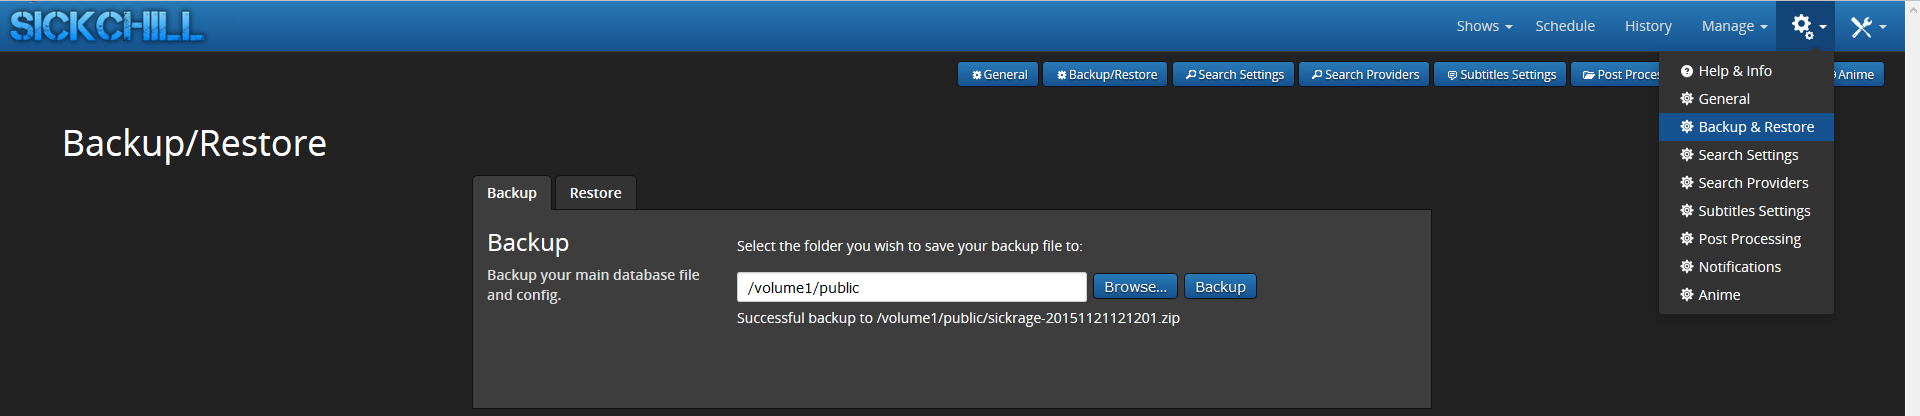 SICKCHILL
Shows Schedule History Manage
General Backup/Restore Search Settings Search Providers Subtitles Settings Post Anime
Help & Info
General
Backup & Restore
Search Settings
Search Providers
Subtitles Settings
Post Processing
Notifications
Anime
Backup/Restore
Backup Restore
Backup
Backup your main database file
and config.
Select the folder you wish to save your backup file to:
/volume1/public Browse... Backup
Successful backup to /volume1/public/sickrage-20151121121201.zip